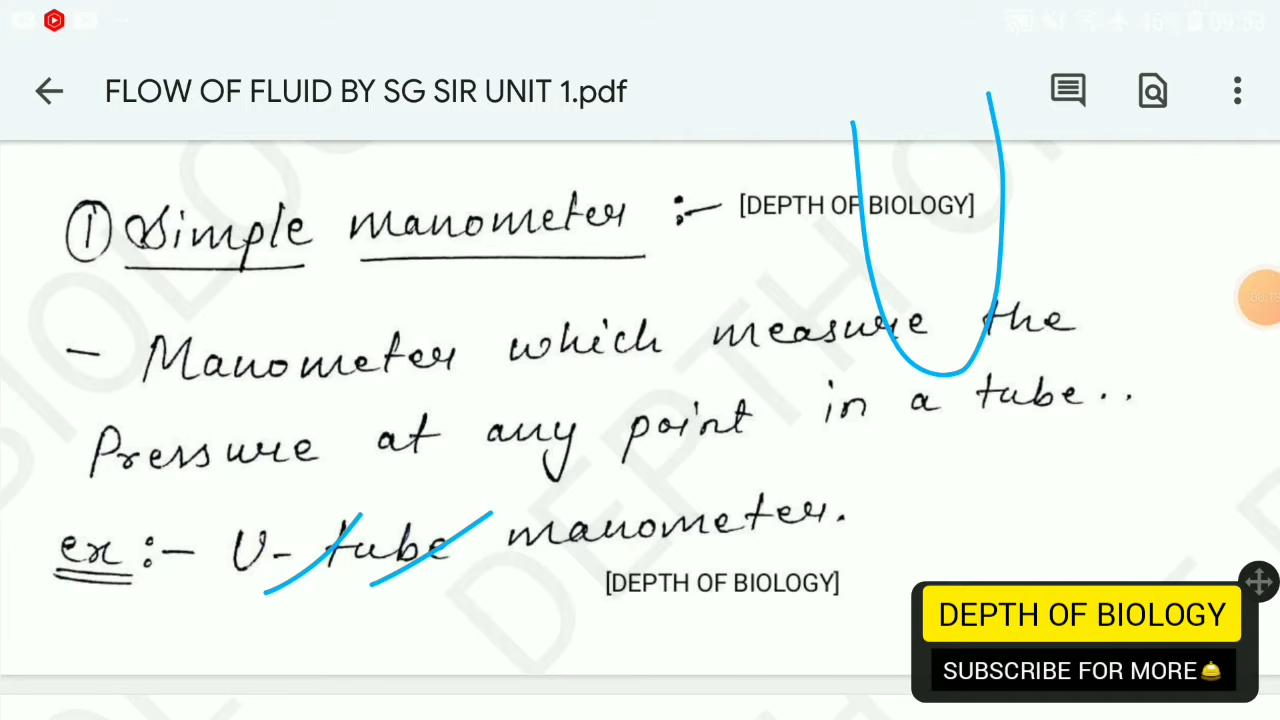 FLOW OF FLUID BY SG SIR UNIT 1.pdf
① Simple manometer :- [DEPTH OF BIOLOGY]
- Manometer which measure the
Pressure at any point in a tube..
ex :- U-tube manometer.
[DEPTH OF BIOLOGY]
DEPTH OF BIOLOGY
SUBSCRIBE FOR MORE